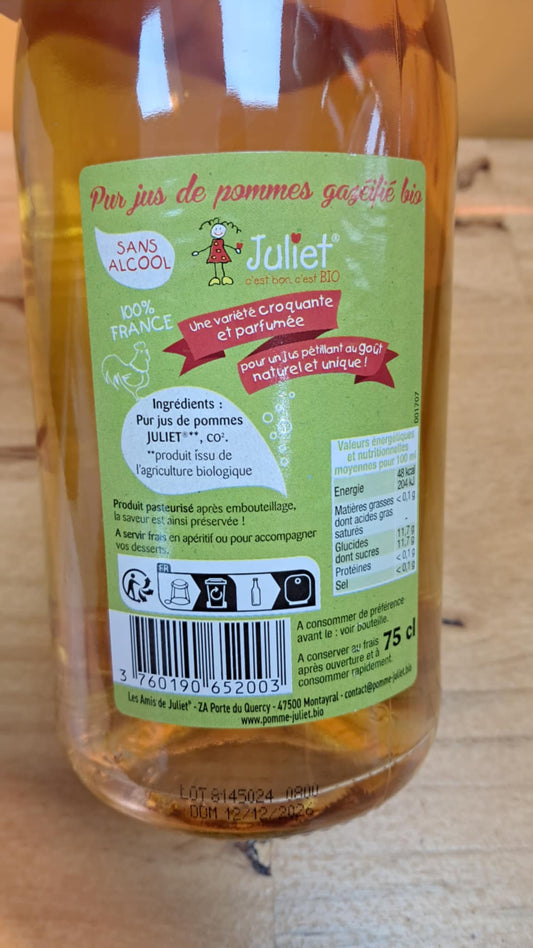 Pur jus de pommes gazéifié bio
SANS
ALCOOL
Juliet®
c'est bon, c'est BIO
100%
FRANCE
Une variété croquante
et parfumée
pour un jus pétillant au goût
naturel et unique !
Ingrédients :
Pur jus de pommes
JULIET®**, co².
**produit issu de
l'agriculture biologique
001707
Valeurs énergétiques
et nutritionnelles
moyennes pour 100 ml
Energie 48 kcal
204 KJ
Matières grasses < 0,1 g
dont acides gras
saturés -
Glucides 11,7 g
dont sucres 11,7 g
Protéines < 0,1 g
Sel < 0,1 g
Produit pasteurisé après embouteillage,
la saveur est ainsi préservée !
A servir frais en apéritif ou pour accompagner
vos desserts.
FR
A consommer de préférence
avant le : voir bouteille.
A conserver au frais
après ouverture et à
consommer rapidement.
75 cl
3 760190 652003
Les Amis de Juliet® - ZA Porte du Quercy - 47500 Montayral - contact@pomme-juliet.bio
www.pomme-juliet.bio
LOT 8145024 0800
DDM 12/12/2026